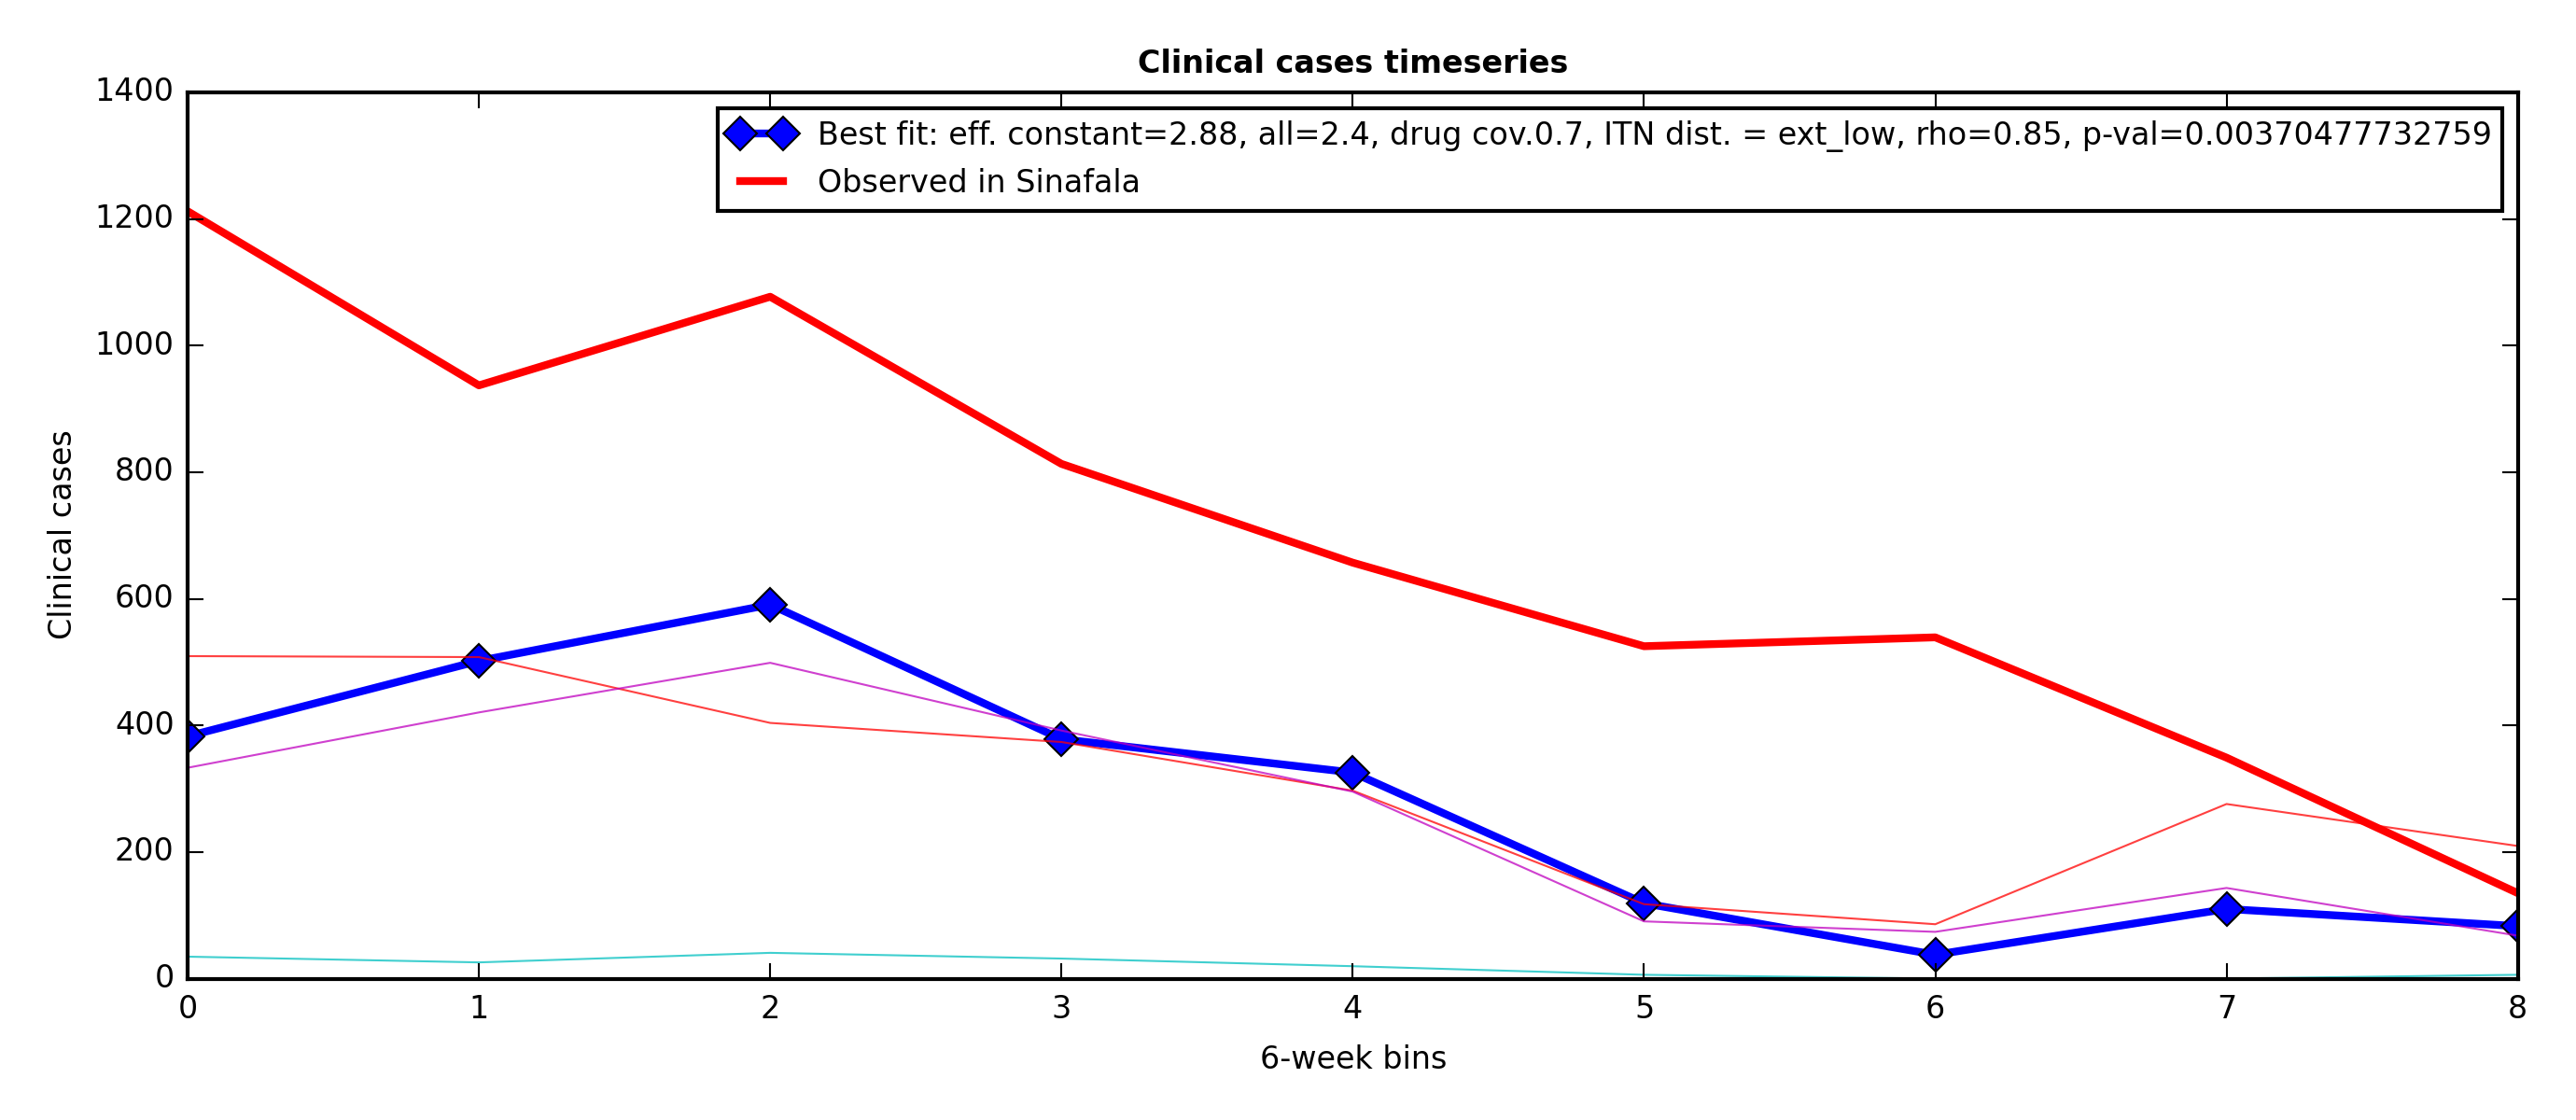 Clinical cases timeseries
1400
1200
1000
800
600
400
200
0
Clinical cases
Best fit: eff. constant=2.88, all=2.4, drug cov.0.7, ITN dist. = ext_low, rho=0.85, p-val=0.00370477732759
Observed in Sinafala
0 1 2 3 4 5 6 7 8
6-week bins